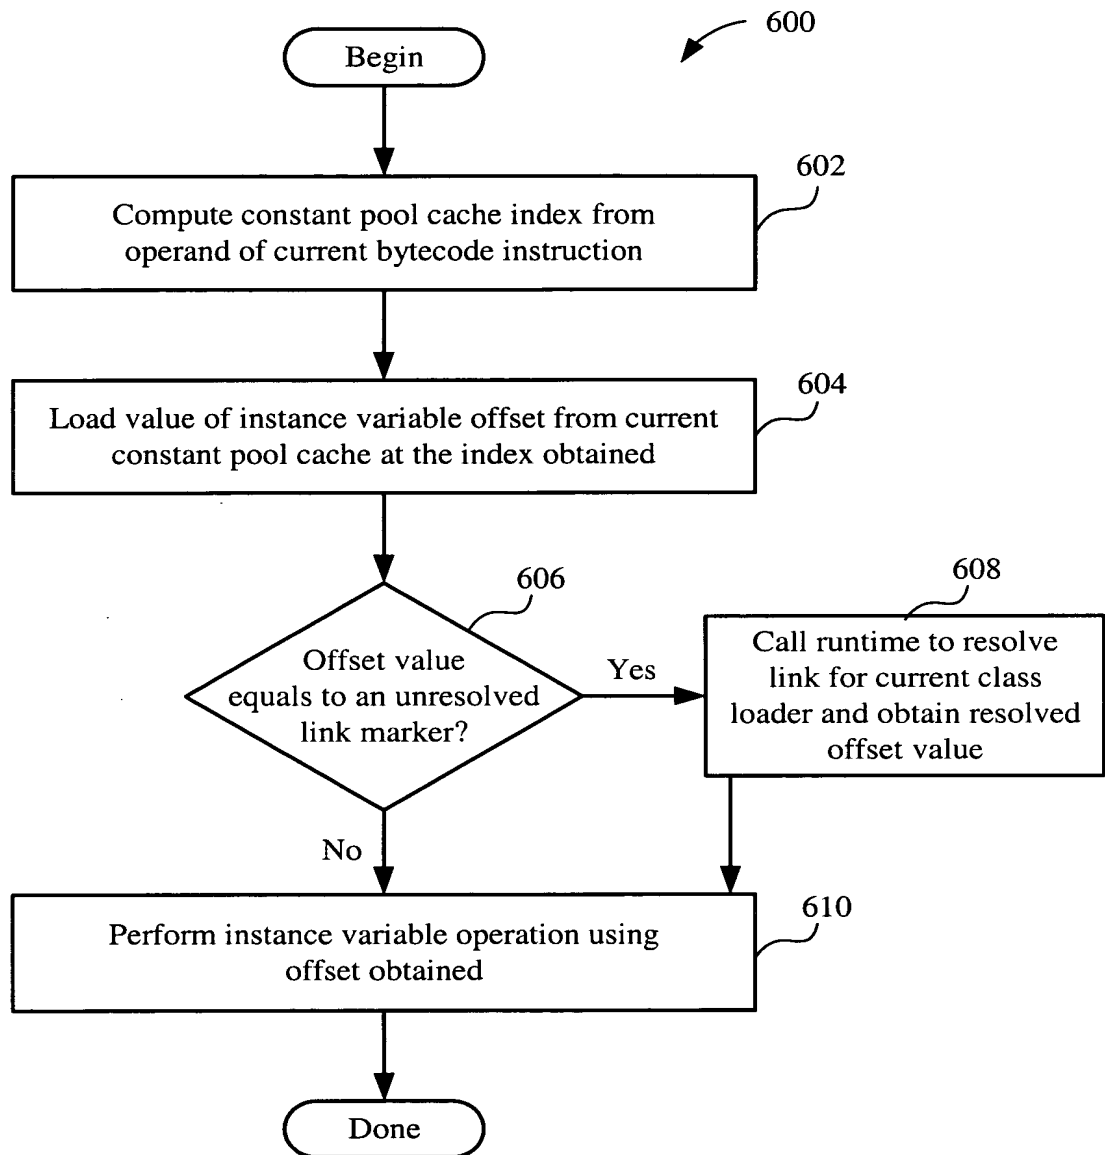 600
Begin
602
Compute constant pool cache index from
operand of current bytecode instruction
604
Load value of instance variable offset from current
constant pool cache at the index obtained
606
Offset value
equals to an unresolved
link marker?
Yes
608
Call runtime to resolve
link for current class
loader and obtain resolved
offset value
No
610
Perform instance variable operation using
offset obtained
Done